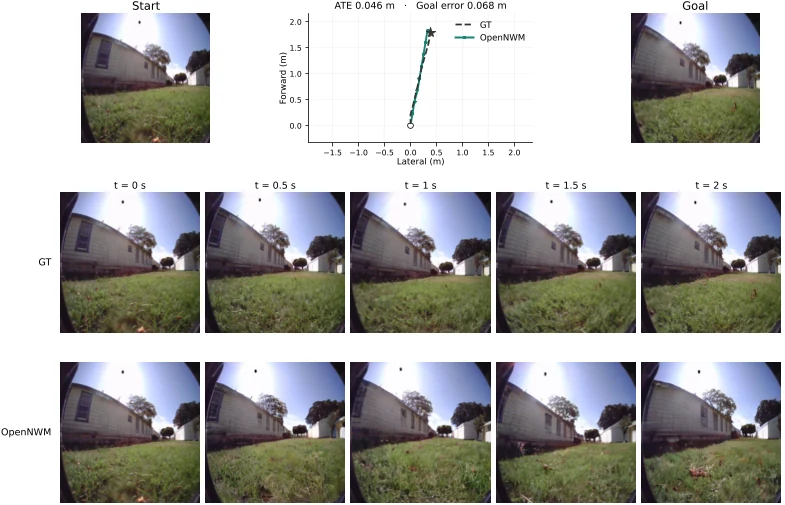 Start
ATE 0.046 m · Goal error 0.068 m
Goal
GT
OpenNWM
Forward (m)
2.0
1.5
1.0
0.5
0.0
−1.5 −1.0 −0.5 0.0 0.5 1.0 1.5 2.0
Lateral (m)
t = 0 s t = 0.5 s t = 1 s t = 1.5 s t = 2 s
GT
OpenNWM